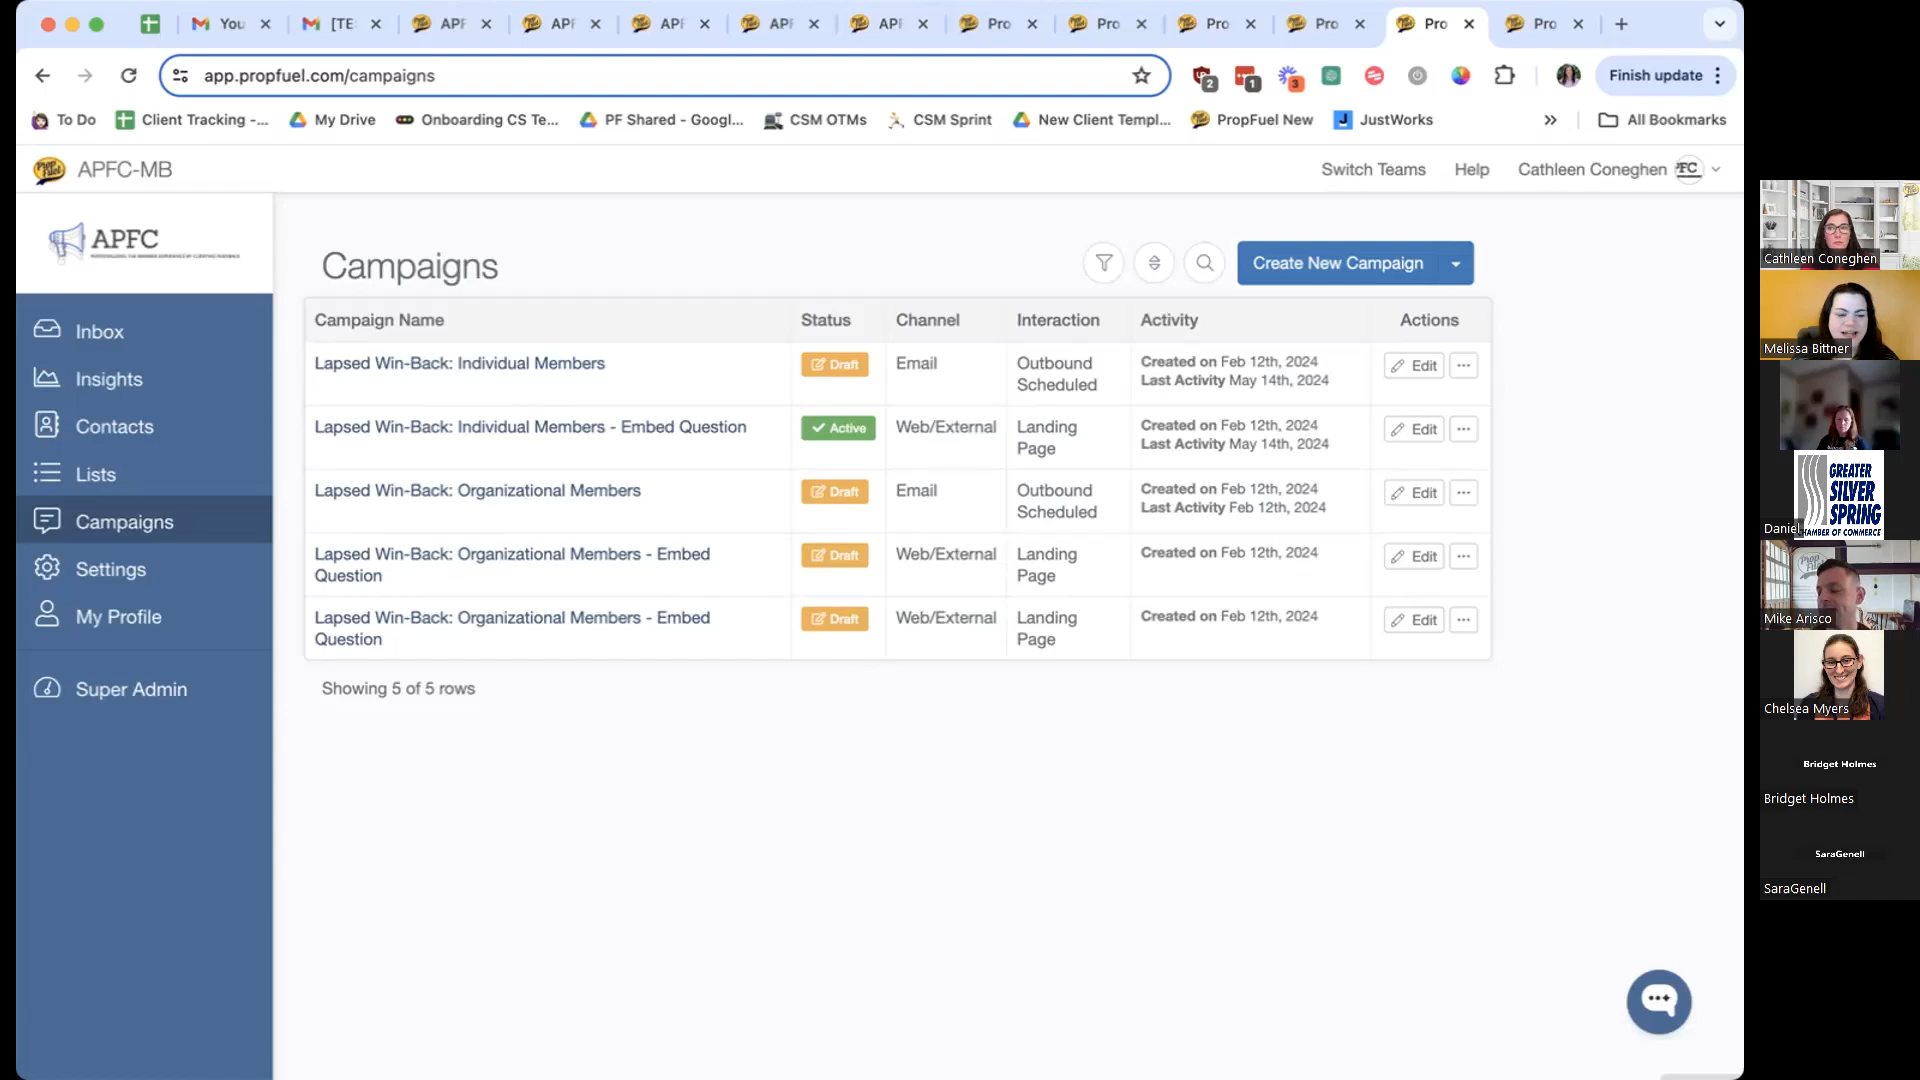 You
[TE
APF
APF
APF
APF
APF
Pro
Pro
Pro
Pro
Pro
Pro
app.propfuel.com/campaigns
2
1
3
Finish update
To Do
Client Tracking -...
My Drive
Onboarding CS Te...
PF Shared - Googl...
CSM OTMs
CSM Sprint
New Client Templ...
PropFuel New
JustWorks
All Bookmarks
APFC-MB
Switch Teams
Help
Cathleen Coneghen
APFC
Inbox
Insights
Contacts
Lists
Campaigns
Settings
My Profile
Super Admin
Campaigns
Create New Campaign
Campaign Name Status Channel Interaction Activity Actions
Lapsed Win-Back: Individual Members Draft Email Outbound Scheduled Created on Feb 12th, 2024 Last Activity May 14th, 2024 Edit
Lapsed Win-Back: Individual Members - Embed Question Active Web/External Landing Page Created on Feb 12th, 2024 Last Activity May 14th, 2024 Edit
Lapsed Win-Back: Organizational Members Draft Email Outbound Scheduled Created on Feb 12th, 2024 Last Activity Feb 12th, 2024 Edit
Lapsed Win-Back: Organizational Members - Embed Question Draft Web/External Landing Page Created on Feb 12th, 2024 Edit
Lapsed Win-Back: Organizational Members - Embed Question Draft Web/External Landing Page Created on Feb 12th, 2024 Edit
Showing 5 of 5 rows
Cathleen Coneghen
Melissa Bittner
GREATER
SILVER
SPRING
CHAMBER OF COMMERCE
Daniel
Mike Arisco
Chelsea Myers
Bridget Holmes
Bridget Holmes
SaraGenell
SaraGenell